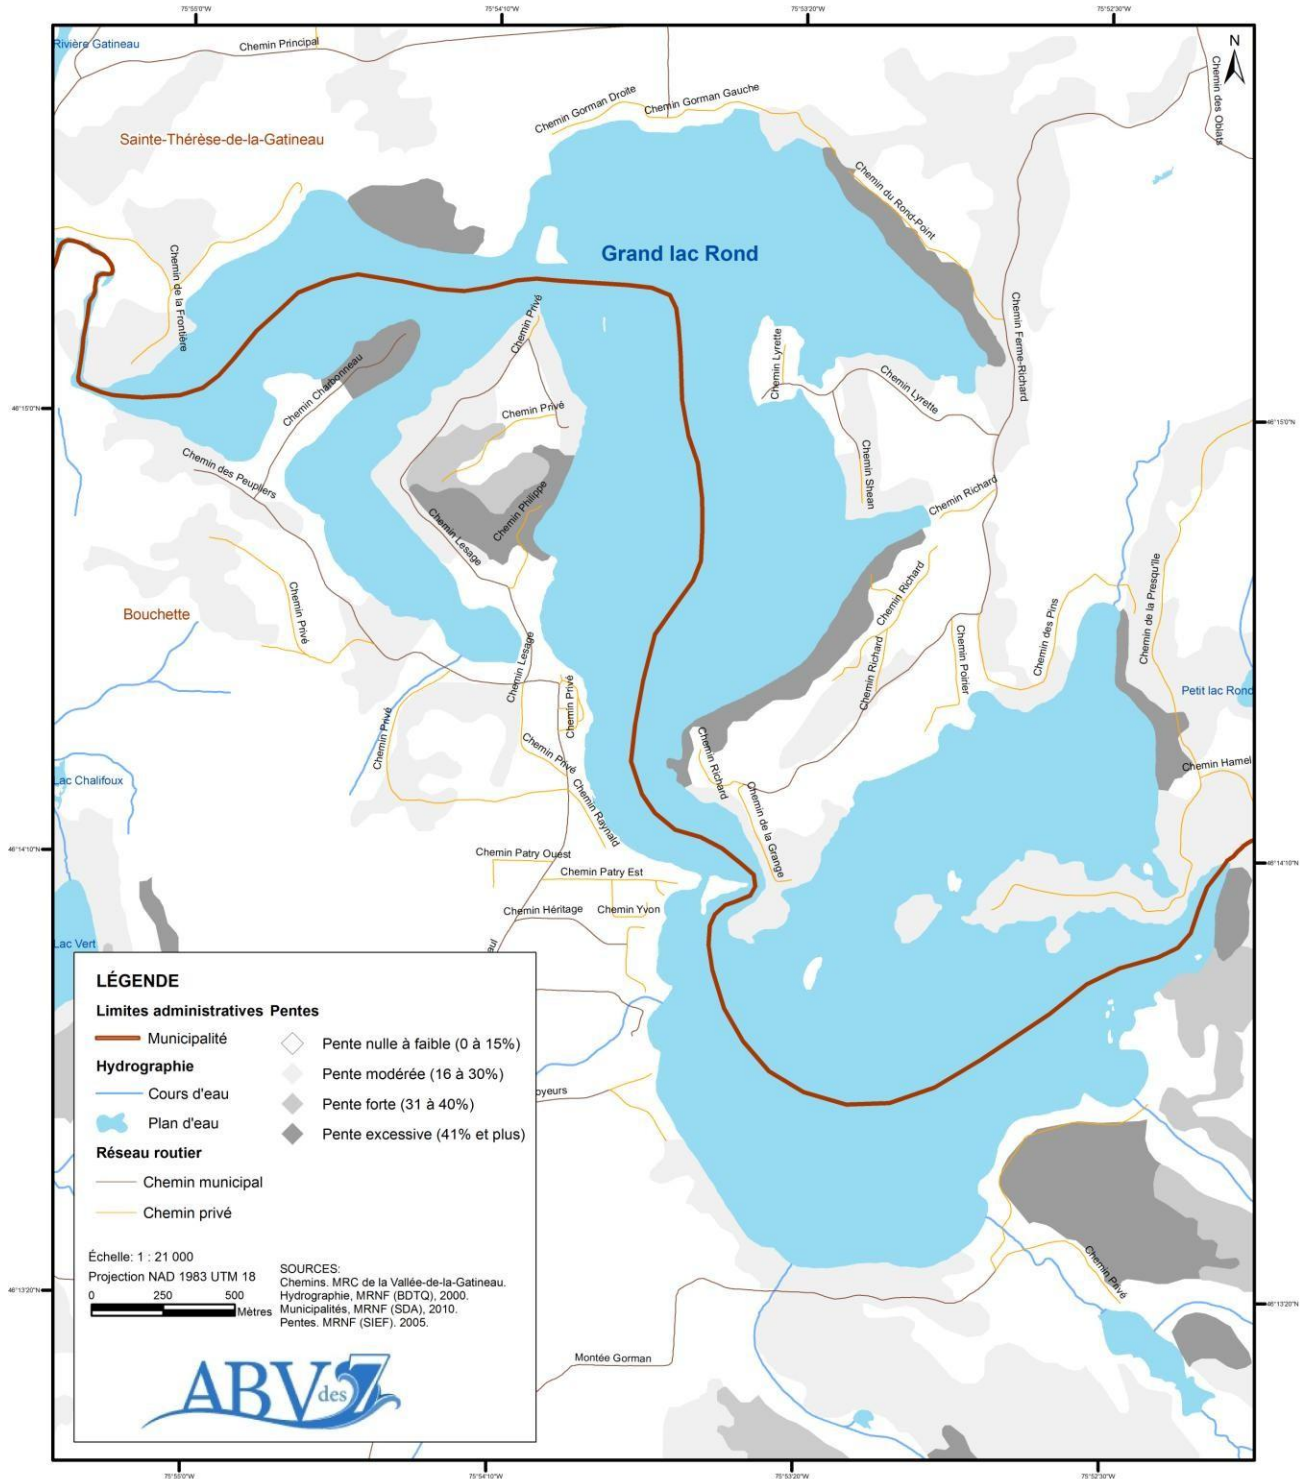 75°55'0"W
75°54'10"W
75°53'20"W
75°52'30"W
Rivière Gatineau
Chemin Principal
N
Chemin des Oblats
Chemin Gorman Droite
Chemin Gorman Gauche
Sainte-Thérèse-de-la-Gatineau
Chemin du Rond-Point
Grand lac Rond
Chemin de la Frontière
Chemin Privé
Chemin Ferme-Richard
Chemin Lyrette
Chemin Charbonneau
Chemin Lyrette
Chemin Privé
46°15'0"N
46°15'0"N
Chemin des Peupliers
Chemin Shean
Chemin Philippe
Chemin Richard
Chemin Lesage
Chemin Privé
Bouchette
Chemin Richard
Chemin des Pins
Chemin de la Presqu'île
Chemin Lesage
Chemin Richard
Chemin Poirier
Chemin Privé
Petit lac Rond
Chemin Privé
Chemin Privé
Chemin Richard
Chemin Hamel
Lac Chalifoux
Chemin Raynald
Chemin de la Grange
46°14'10"N
46°14'10"N
Chemin Patry Ouest
Chemin Patry Est
Chemin Héritage
Chemin Yvon
Lac Vert
aul
LÉGENDE
Limites administratives
Municipalité
Hydrographie
Cours d'eau
Plan d'eau
Réseau routier
Chemin municipal
Chemin privé
Pentes
Pente nulle à faible (0 à 15%)
Pente modérée (16 à 30%)
Pente forte (31 à 40%)
Pente excessive (41% et plus)
oyeurs
Échelle: 1 : 21 000
Projection NAD 1983 UTM 18
0 250 500
Mètres
SOURCES:
Chemins. MRC de la Vallée-de-la-Gatineau.
Hydrographie, MRNF (BDTQ), 2000.
Municipalités, MRNF (SDA), 2010.
Pentes. MRNF (SIEF). 2005.
ABV des 7
Chemin Privé
46°13'20"N
46°13'20"N
Montée Gorman
75°55'0"W
75°54'10"W
75°53'20"W
75°52'30"W